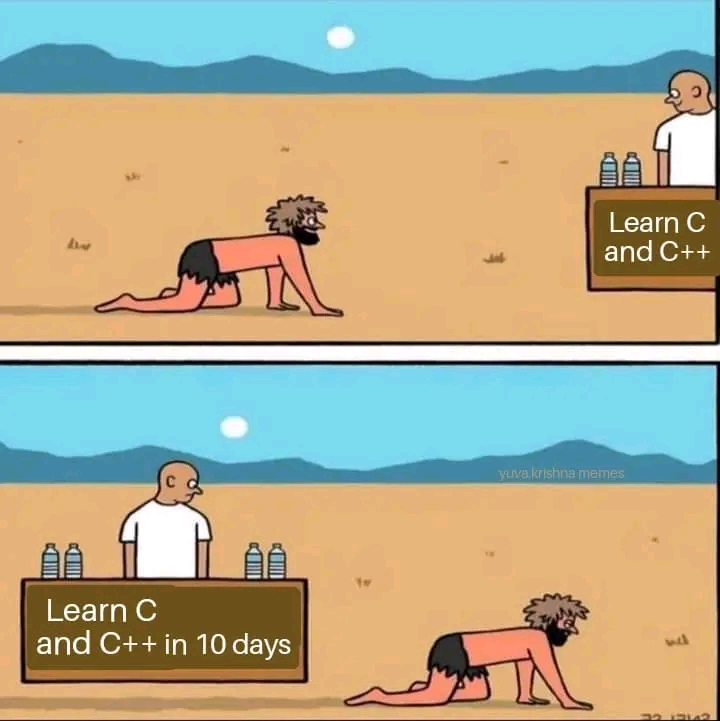 Learn C
and C++
yuva.krishna memes
Learn C
and C++ in 10 days